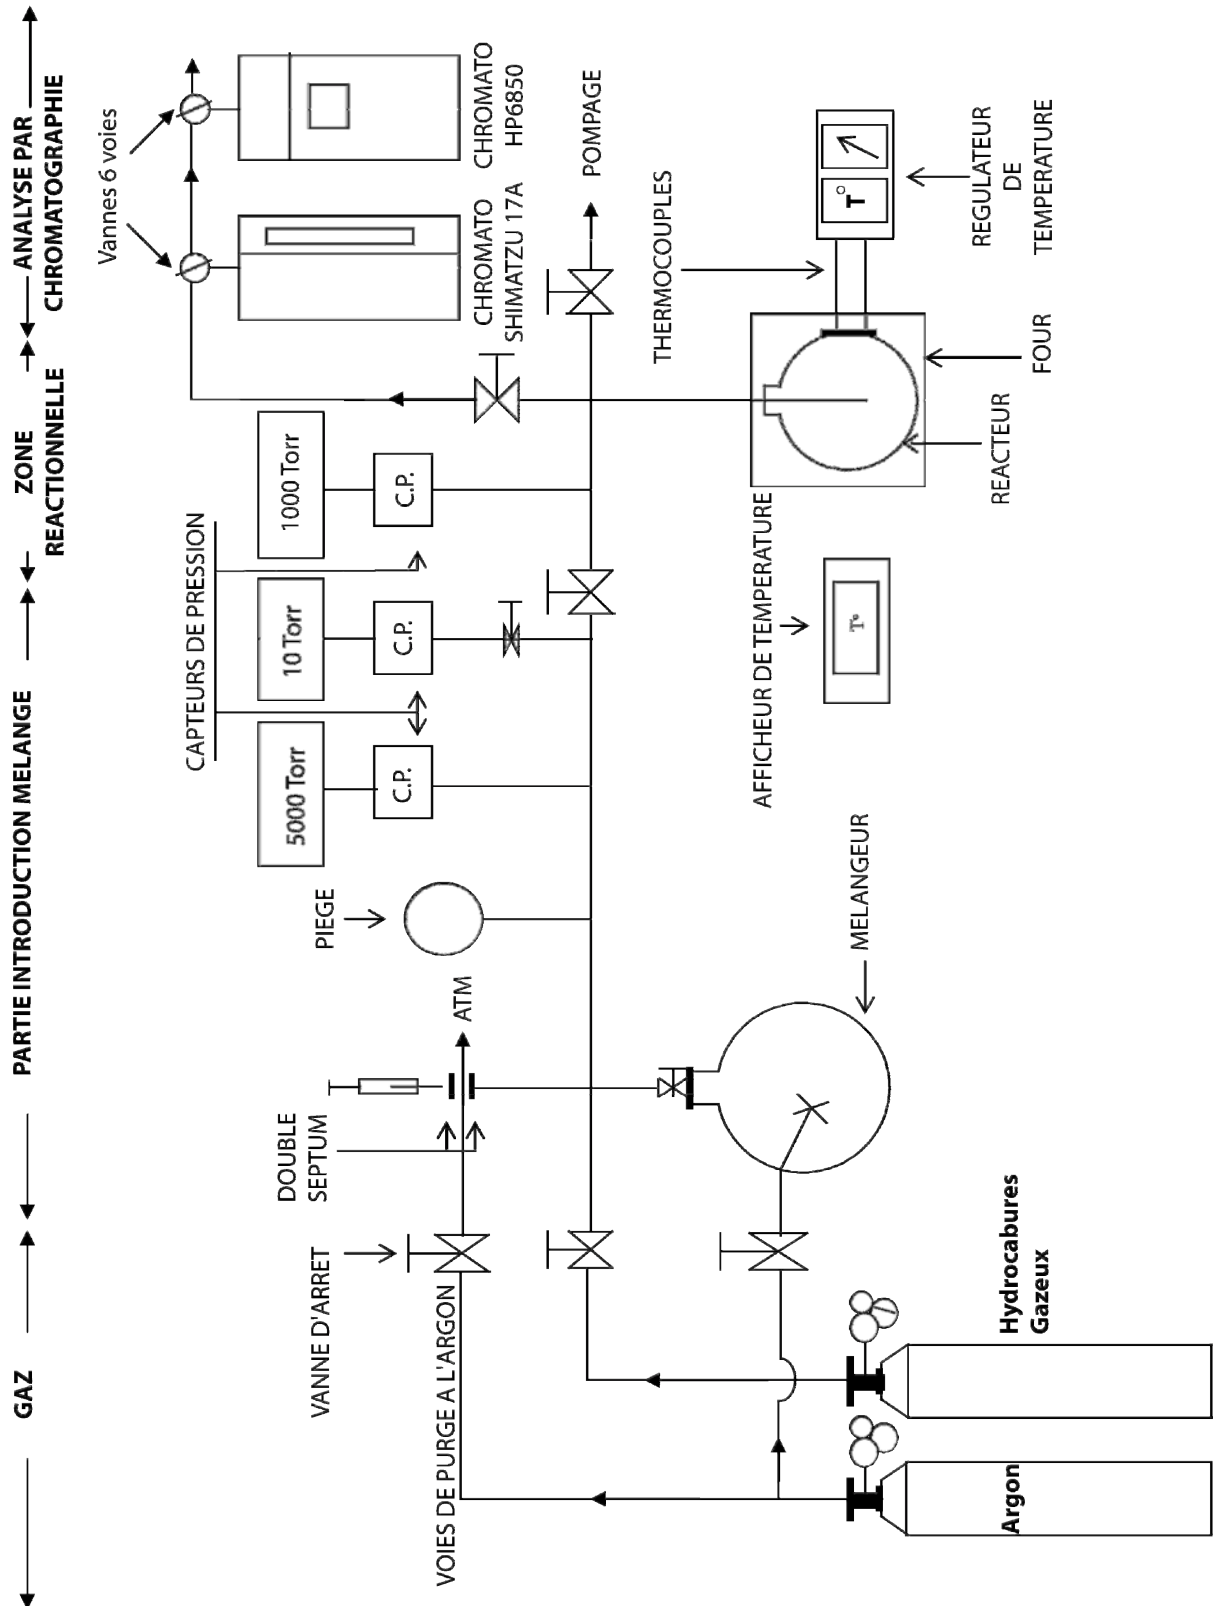 GAZ
PARTIE INTRODUCTION MELANGE
ZONE
REACTIONNELLE
ANALYSE PAR
CHROMATOGRAPHIE
Vannes 6 voies
CAPTEURS DE PRESSION
5000 Torr
10 Torr
1000 Torr
C.P.
C.P.
C.P.
CHROMATO
SHIMATZU 17A
CHROMATO
HP6850
PIEGE
ATM
DOUBLE
SEPTUM
VANNE D'ARRET
VOIES DE PURGE A L'ARGON
POMPAGE
THERMOCOUPLES
T°
REGULATEUR
DE
TEMPERATURE
FOUR
REACTEUR
AFFICHEUR DE TEMPERATURE
T°
MELANGEUR
Argon
Hydrocabures
Gazeux